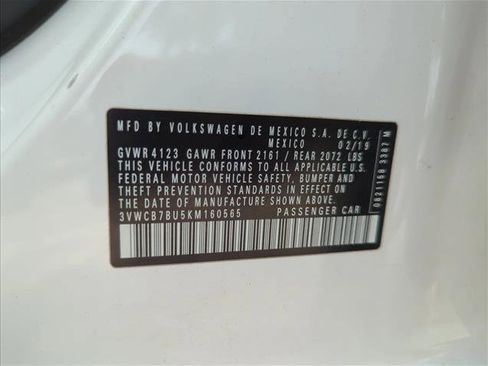 MFD BY VOLKSWAGEN DE MEXICO S.A. DE C.V.
MEXICO 02/19
GVWR 4123 GAWR FRONT 2161 / REAR 2072 LBS
THIS VEHICLE CONFORMS TO ALL APPLICABLE U.S.
FEDERAL MOTOR VEHICLE SAFETY, BUMPER AND
THEFT PREVENTION STANDARDS IN EFFECT ON
THE DATE OF MANUFACTURE SHOWN ABOVE.
3VWCB7BU5KM160565 PASSENGER CAR
0821158 3387 M